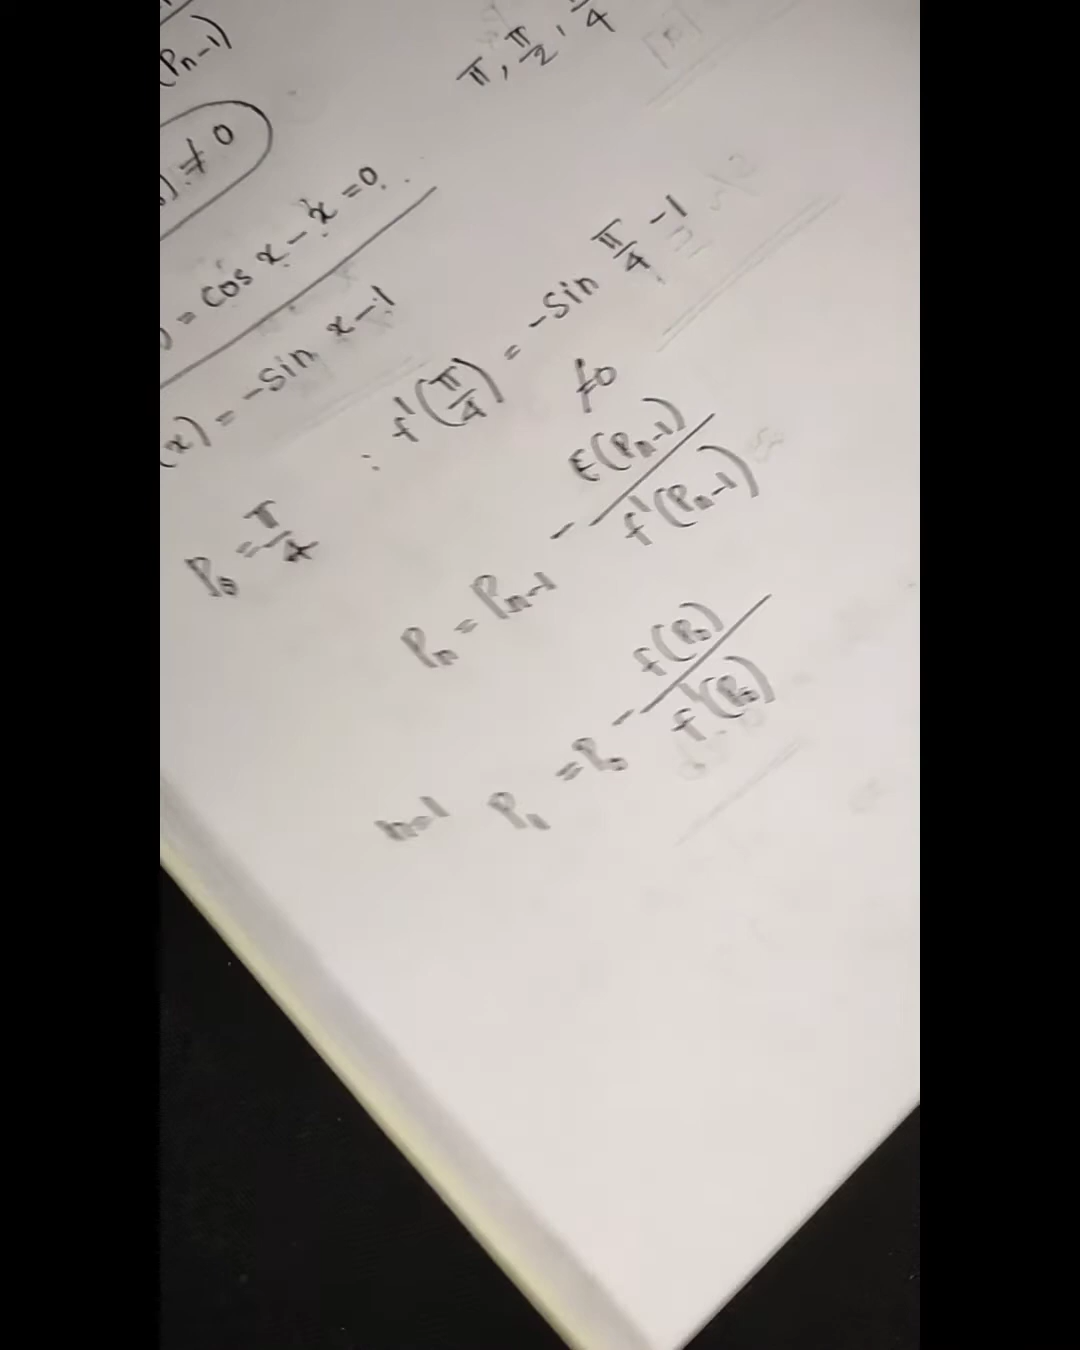 (Pn-1)
π, π/2, π/4
) ≠ 0
) = cos x - x = 0
(x) = -sin x - 1
: f'(π/4) = -sin π/4 - 1
≠0
P0 = π/4
Pn = Pn-1 - f(Pn-1)/f'(Pn-1)
n=1 P1 = P0 - f(P0)/f'(P0)